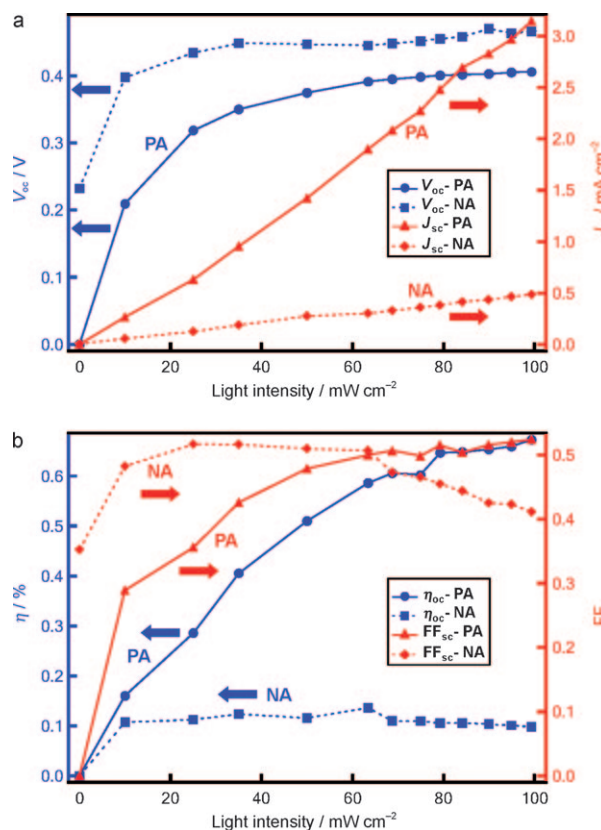 a
0.4
0.3
0.2
0.1
0.0
Voc / V
3.0
2.5
2.0
1.5
1.0
0.5
0.0
mA cm−2
PA
PA
NA
Voc- PA
Voc- NA
Jsc- PA
Jsc- NA
0 20 40 60 80 100
Light intensity / mW cm−2
b
0.6
0.5
0.4
0.3
0.2
0.1
0.0
η / %
0.5
0.4
0.3
0.2
0.1
0.0
FF
NA
PA
PA
NA
ηoc- PA
ηoc- NA
FFsc- PA
FFsc- NA
0 20 40 60 80 100
Light intensity / mW cm−2